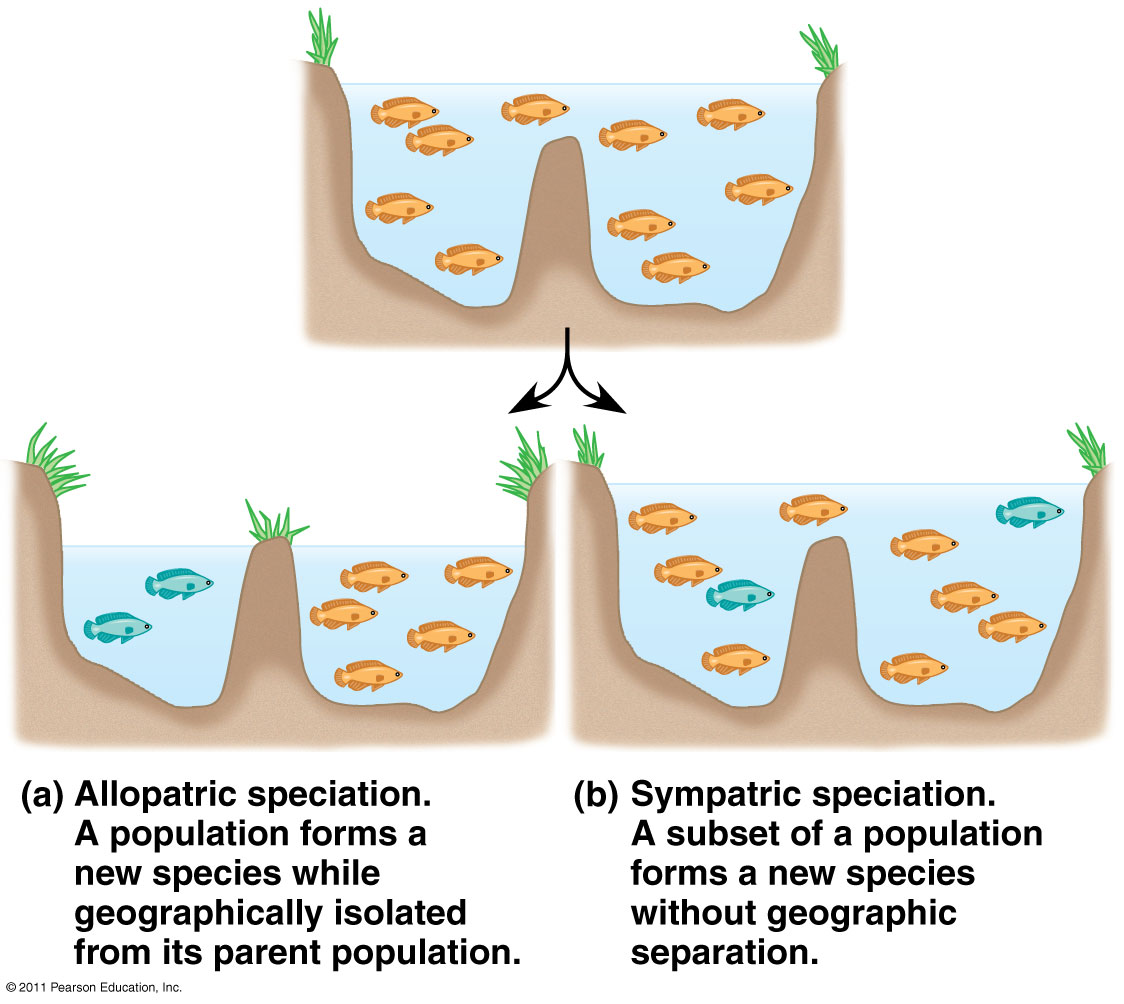 (a) Allopatric speciation.
A population forms a
new species while
geographically isolated
from its parent population.
(b) Sympatric speciation.
A subset of a population
forms a new species
without geographic
separation.
© 2011 Pearson Education, Inc.